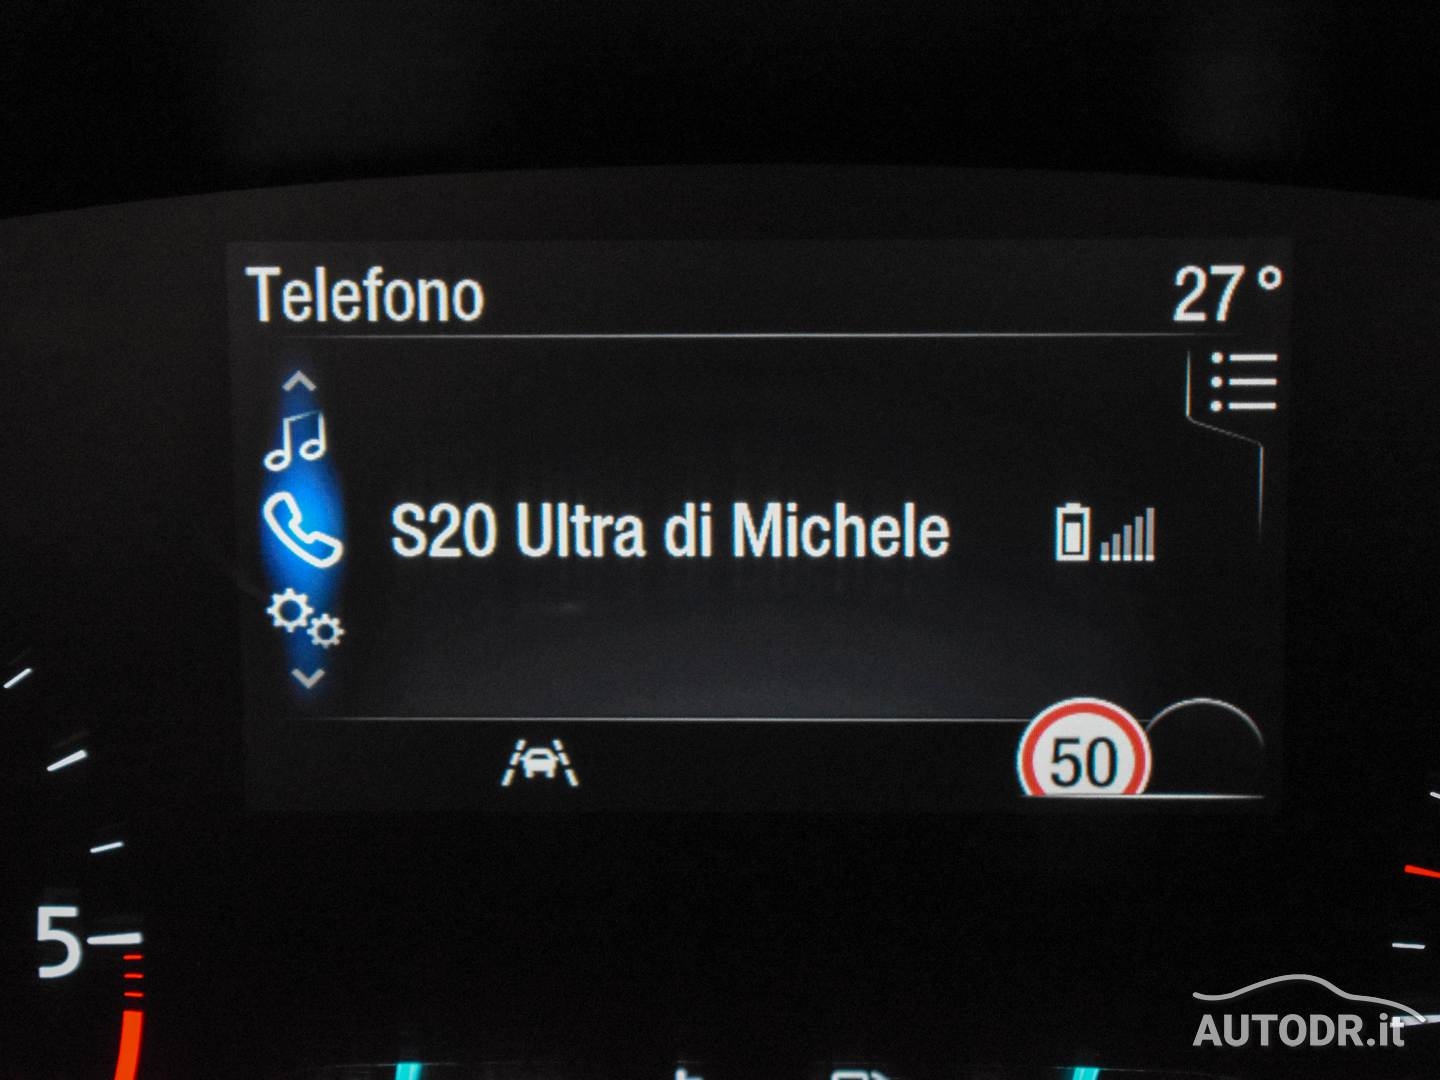 Telefono 27°
S20 Ultra di Michele
50
5
AUTODR.it